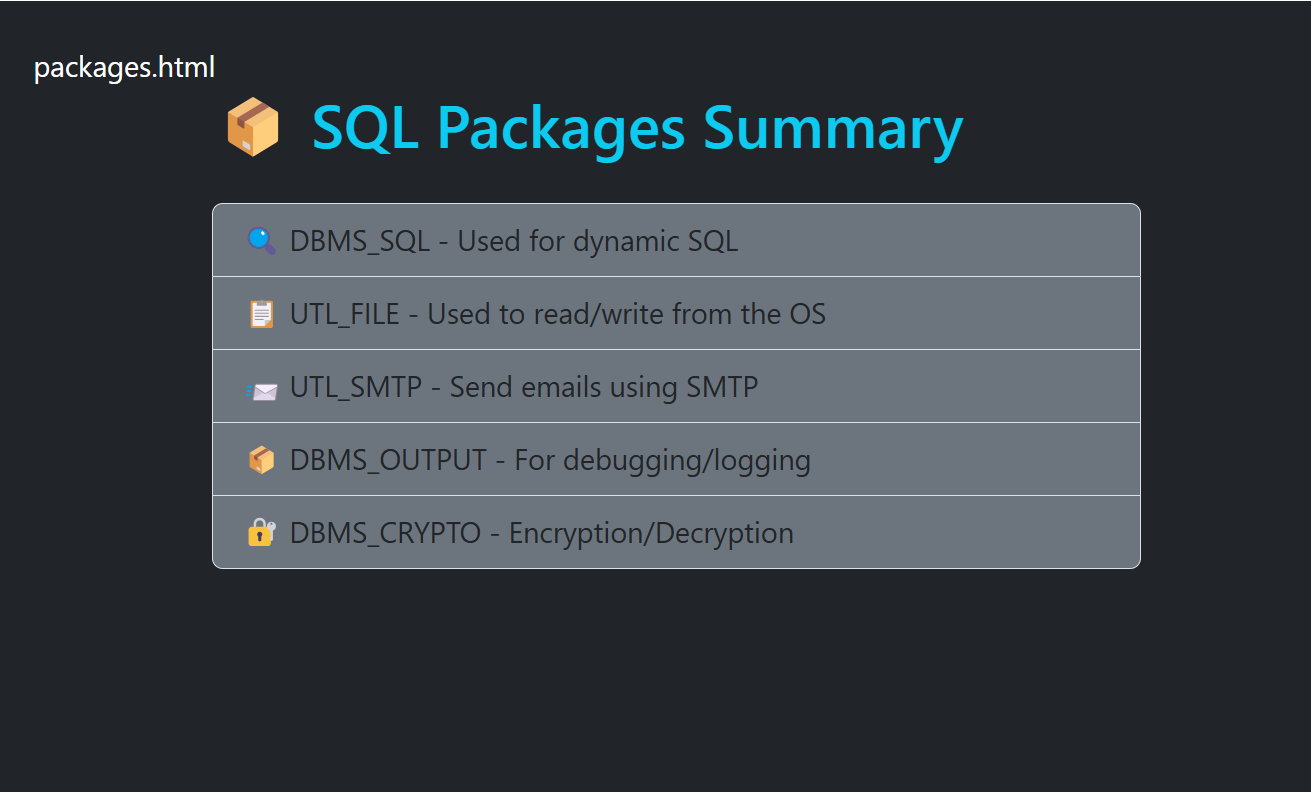 packages.html
📦 SQL Packages Summary
🔍 DBMS_SQL - Used for dynamic SQL
📋 UTL_FILE - Used to read/write from the OS
📨 UTL_SMTP - Send emails using SMTP
📦 DBMS_OUTPUT - For debugging/logging
🔐 DBMS_CRYPTO - Encryption/Decryption